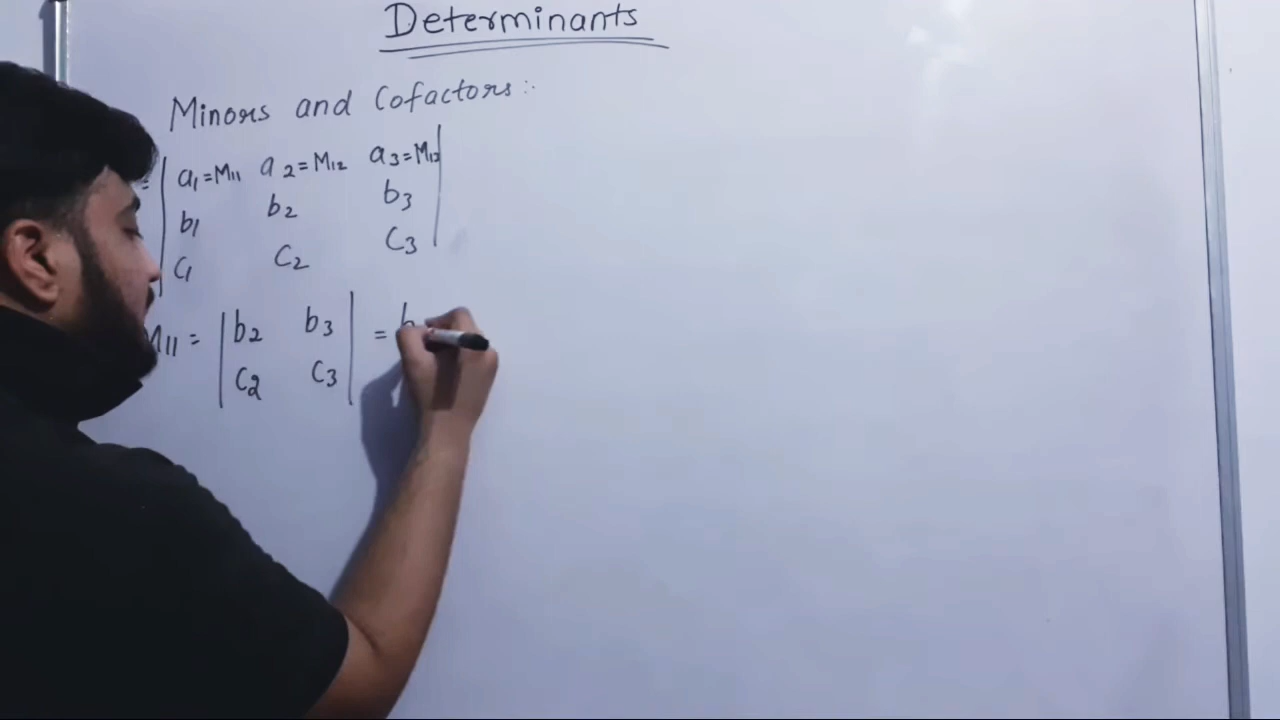 Determinants
Minors and Cofactors :-
= | a1=M11 a2=M12 a3=M13 |
b1 b2 b3
c1 c2 c3
M11 = | b2 b3 | = b
c2 c3